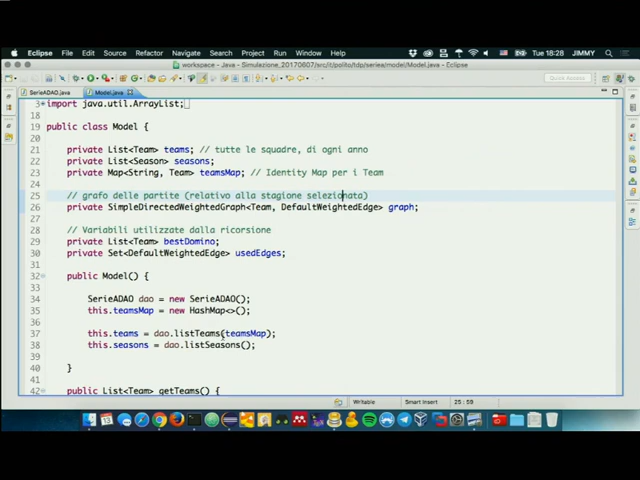 Eclipse File Edit Source Refactor Navigate Search Project Run Window Help Tue 18:28 JIMMY
workspace - Java - Simulazione_20170607/src/it/polito/tdp/seriea/model/Model.java - Eclipse
Quick Access
SerieADAO.java Model.java
3 import java.util.ArrayList;
18
19 public class Model {
20
21 private List<Team> teams; // tutte le squadre, di ogni anno
22 private List<Season> seasons;
23 private Map<String, Team> teamsMap; // Identity Map per i Team
24
25 // grafo delle partite (relativo alla stagione selezionata)
26 private SimpleDirectedWeightedGraph<Team, DefaultWeightedEdge> graph;
27
28 // Variabili utilizzate dalla ricorsione
29 private List<Team> bestDomino;
30 private Set<DefaultWeightedEdge> usedEdges;
31
32 public Model() {
33
34 SerieADAO dao = new SerieADAO();
35 this.teamsMap = new HashMap<>();
36
37 this.teams = dao.listTeams(teamsMap);
38 this.seasons = dao.listSeasons();
39
40 }
41
42 public List<Team> getTeams() {
Writable Smart Insert 25 : 59